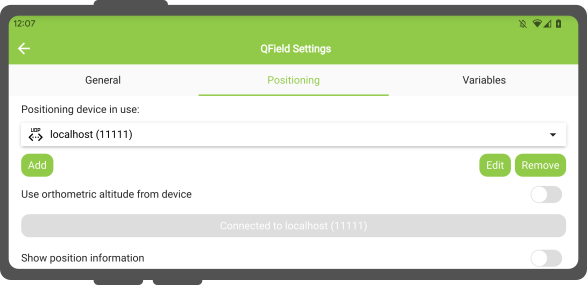 12:07
QField Settings
General
Positioning
Variables
Positioning device in use:
UDP
localhost (11111)
Add
Edit
Remove
Use orthometric altitude from device
Connected to localhost (11111)
Show position information